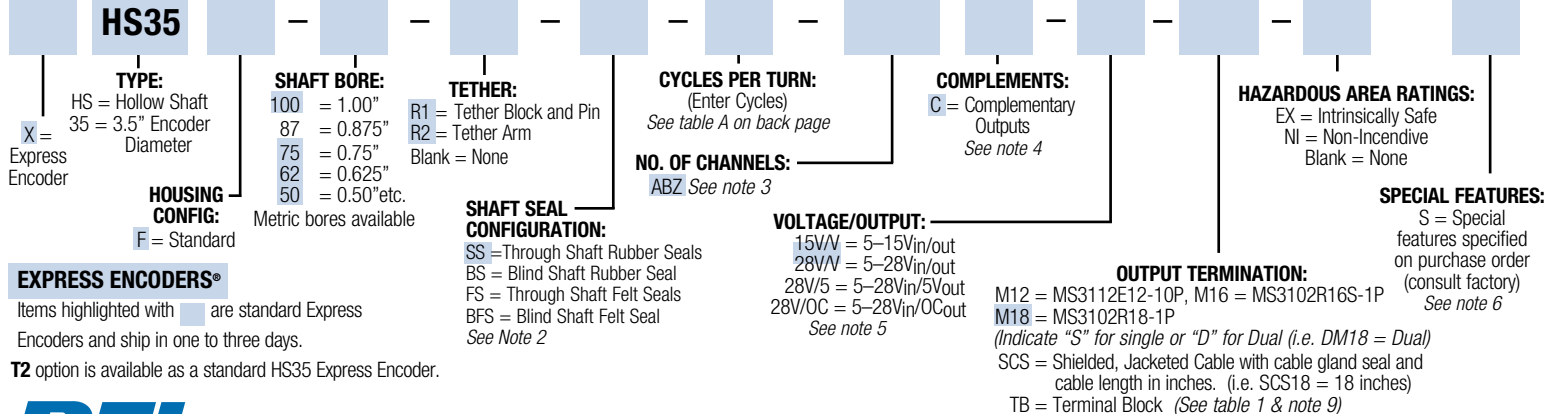 HS35
X =
Express
Encoder
TYPE:
HS = Hollow Shaft
35 = 3.5” Encoder
Diameter
HOUSING
CONFIG:
F = Standard
SHAFT BORE:
100 = 1.00”
87 = 0.875”
75 = 0.75”
62 = 0.625”
50 = 0.50”etc.
Metric bores available
TETHER:
R1 = Tether Block and Pin
R2 = Tether Arm
Blank = None
SHAFT SEAL
CONFIGURATION:
SS =Through Shaft Rubber Seals
BS = Blind Shaft Rubber Seal
FS = Through Shaft Felt Seals
BFS = Blind Shaft Felt Seal
See Note 2
CYCLES PER TURN:
(Enter Cycles)
See table A on back page
NO. OF CHANNELS:
ABZ See note 3
COMPLEMENTS:
C = Complementary
Outputs
See note 4
VOLTAGE/OUTPUT:
15V/V = 5–15Vin/out
28V/V = 5–28Vin/out
28V/5 = 5–28Vin/5Vout
28V/OC = 5–28Vin/OCout
See note 5
OUTPUT TERMINATION:
M12 = MS3112E12-10P, M16 = MS3102R16S-1P
M18 = MS3102R18-1P
(Indicate “S” for single or “D” for Dual (i.e. DM18 = Dual)
SCS = Shielded, Jacketed Cable with cable gland seal and
cable length in inches. (i.e. SCS18 = 18 inches)
TB = Terminal Block (See table 1 & note 9)
HAZARDOUS AREA RATINGS:
EX = Intrinsically Safe
NI = Non-Incendive
Blank = None
SPECIAL FEATURES:
S = Special
features specified
on purchase order
(consult factory)
See note 6
EXPRESS ENCODERS®
Items highlighted with are standard Express
Encoders and ship in one to three days.
T2 option is available as a standard HS35 Express Encoder.